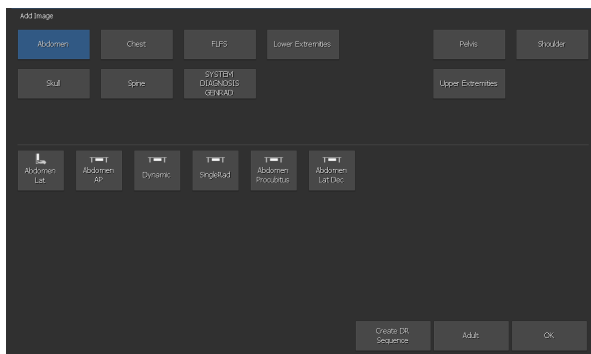 Add Image
Abdomen
Chest
FLFS
Lower Extremities
Pelvis
Shoulder
Skull
Spine
SYSTEM
DIAGNOSIS
GENRAD
Upper Extremities
Abdomen
Lat
Abdomen
AP
Dynamic
SingleRad
Abdomen
Procubitus
Abdomen
Lat Dec
Create DR
Sequence
Adult
OK